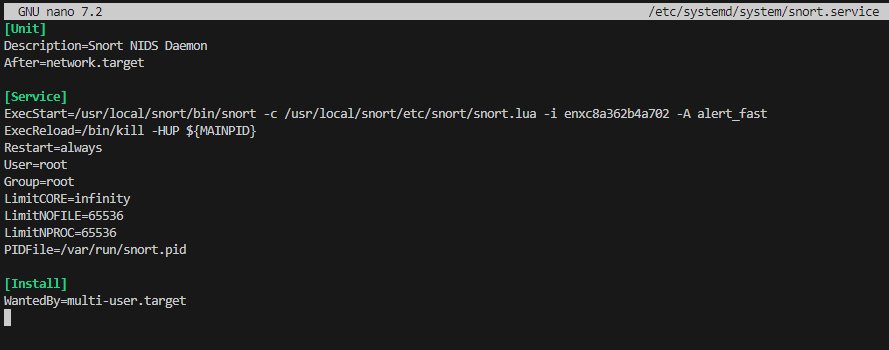 GNU nano 7.2 /etc/systemd/system/snort.service
[Unit]
Description=Snort NIDS Daemon
After=network.target
[Service]
ExecStart=/usr/local/snort/bin/snort -c /usr/local/snort/etc/snort/snort.lua -i enxc8a362b4a702 -A alert_fast
ExecReload=/bin/kill -HUP ${MAINPID}
Restart=always
User=root
Group=root
LimitCORE=infinity
LimitNOFILE=65536
LimitNPROC=65536
PIDFile=/var/run/snort.pid
[Install]
WantedBy=multi-user.target